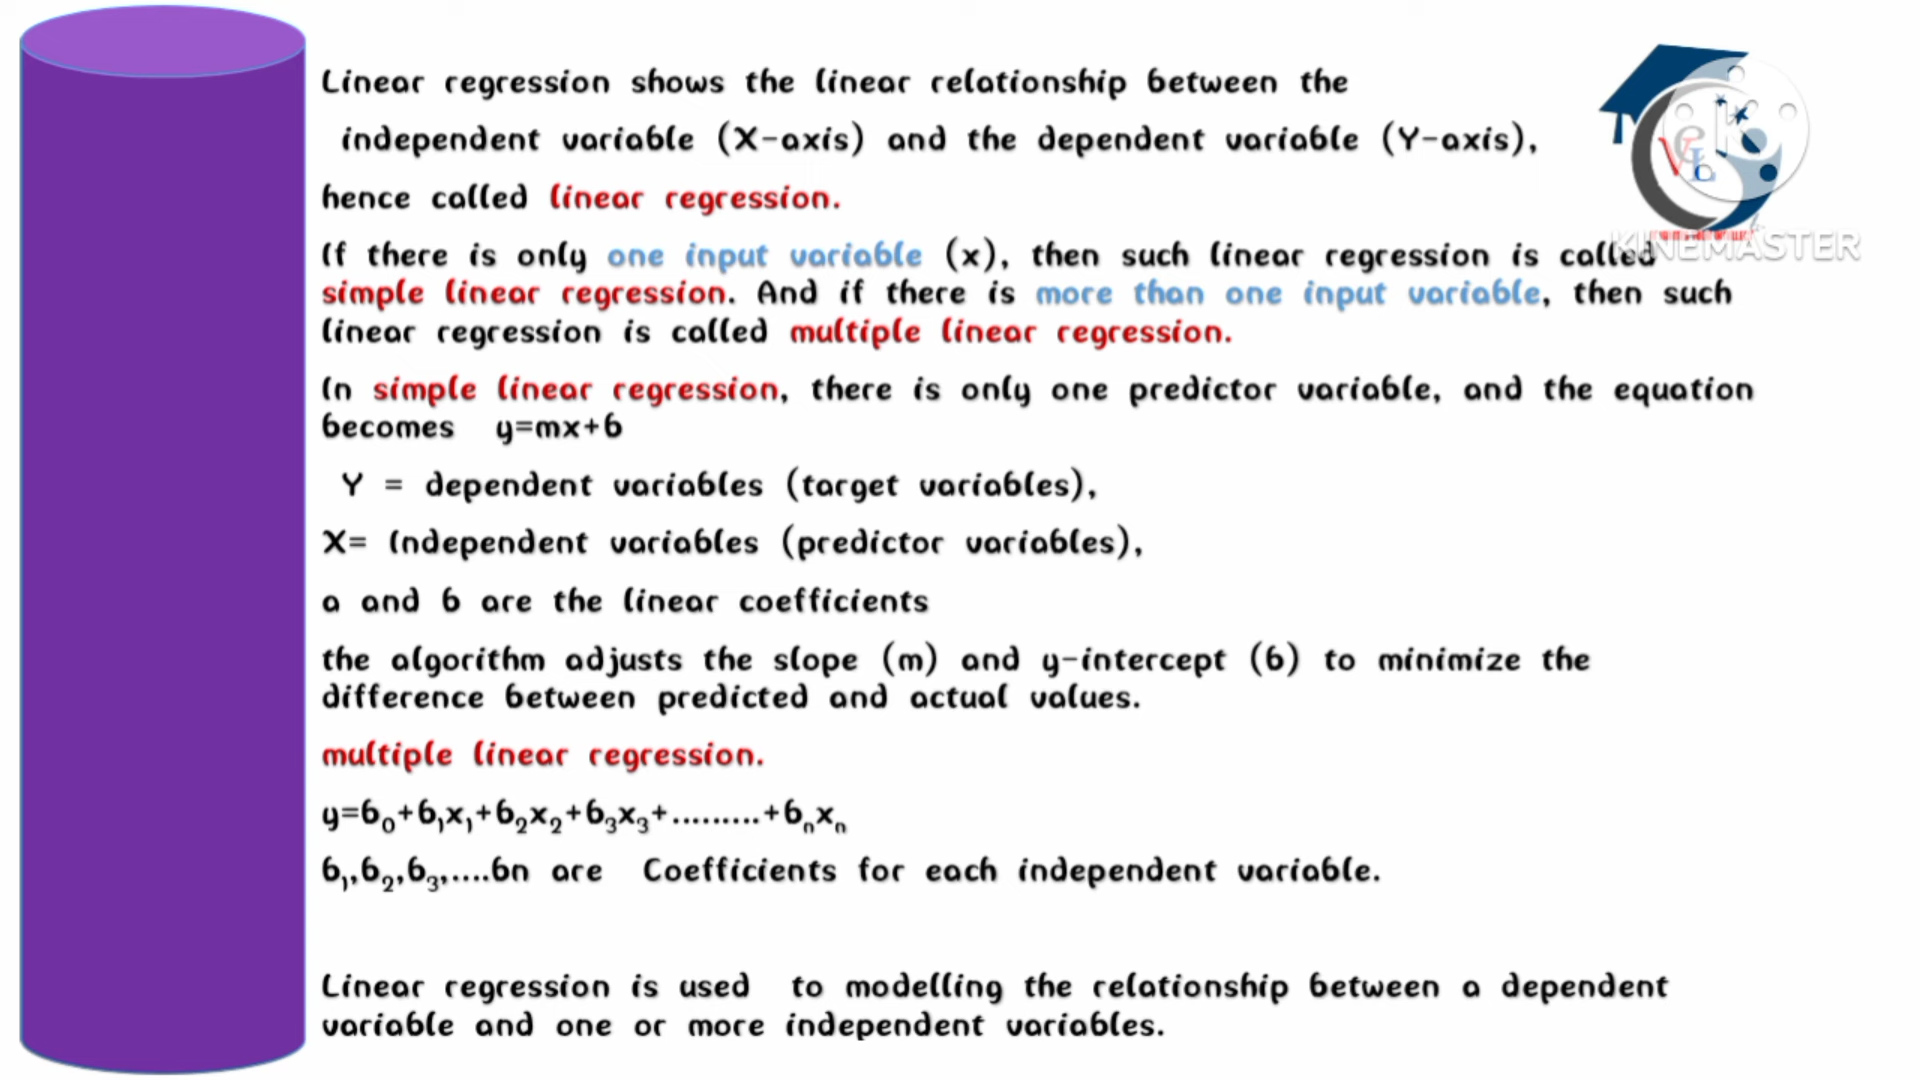 Linear regression shows the linear relationship between the
independent variable (X-axis) and the dependent variable (Y-axis),
hence called linear regression.
If there is only one input variable (x), then such linear regression is called
simple linear regression. And if there is more than one input variable, then such
linear regression is called multiple linear regression.
In simple linear regression, there is only one predictor variable, and the equation
becomes y=mx+b
Y = dependent variables (target variables),
X= Independent variables (predictor variables),
a and b are the linear coefficients
the algorithm adjusts the slope (m) and y-intercept (b) to minimize the
difference between predicted and actual values.
multiple linear regression.
y=b₀+b₁x₁+b₂x₂+b₃x₃+.........+bₙxₙ
b₁,b₂,b₃,....bn are Coefficients for each independent variable.
Linear regression is used to modelling the relationship between a dependent
variable and one or more independent variables.
KINEMASTER